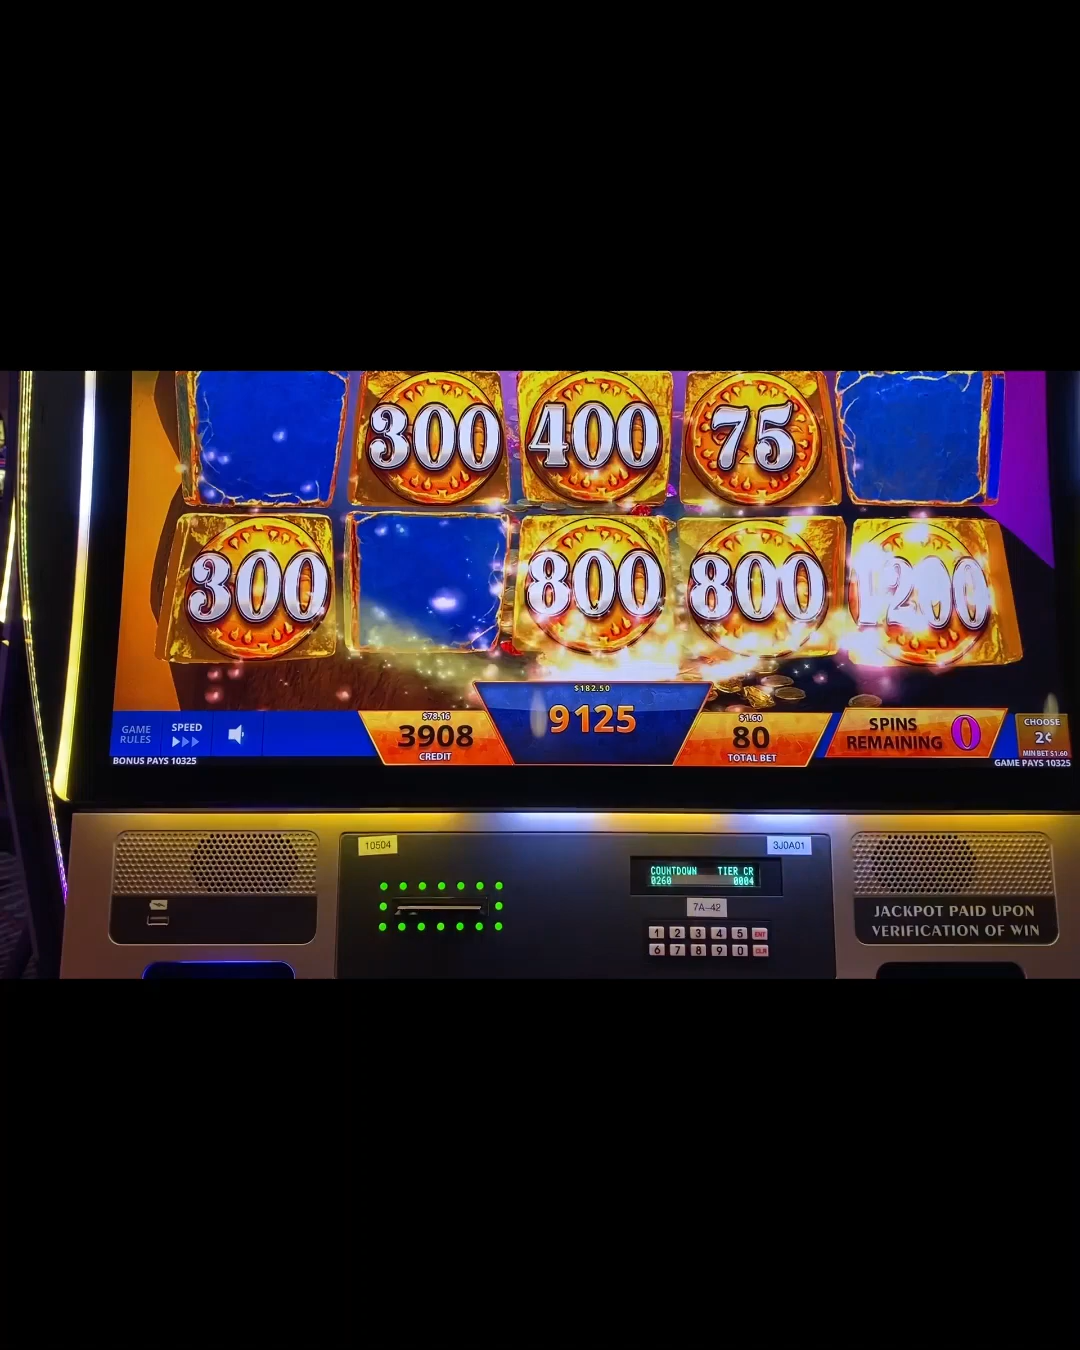 300 400 75
300 800 800 1200
GAME RULES
SPEED
$78.16
3908
CREDIT
$182.50
9125
$1.60
80
TOTAL BET
SPINS REMAINING 0
CHOOSE
2¢
MIN BET $1.60
BONUS PAYS 10325
GAME PAYS 10325
10504
3J0A01
COUNTDOWN TIER CR
0260 0004
7A-42
1 2 3 4 5 ENT
6 7 8 9 0 CLR
JACKPOT PAID UPON
VERIFICATION OF WIN